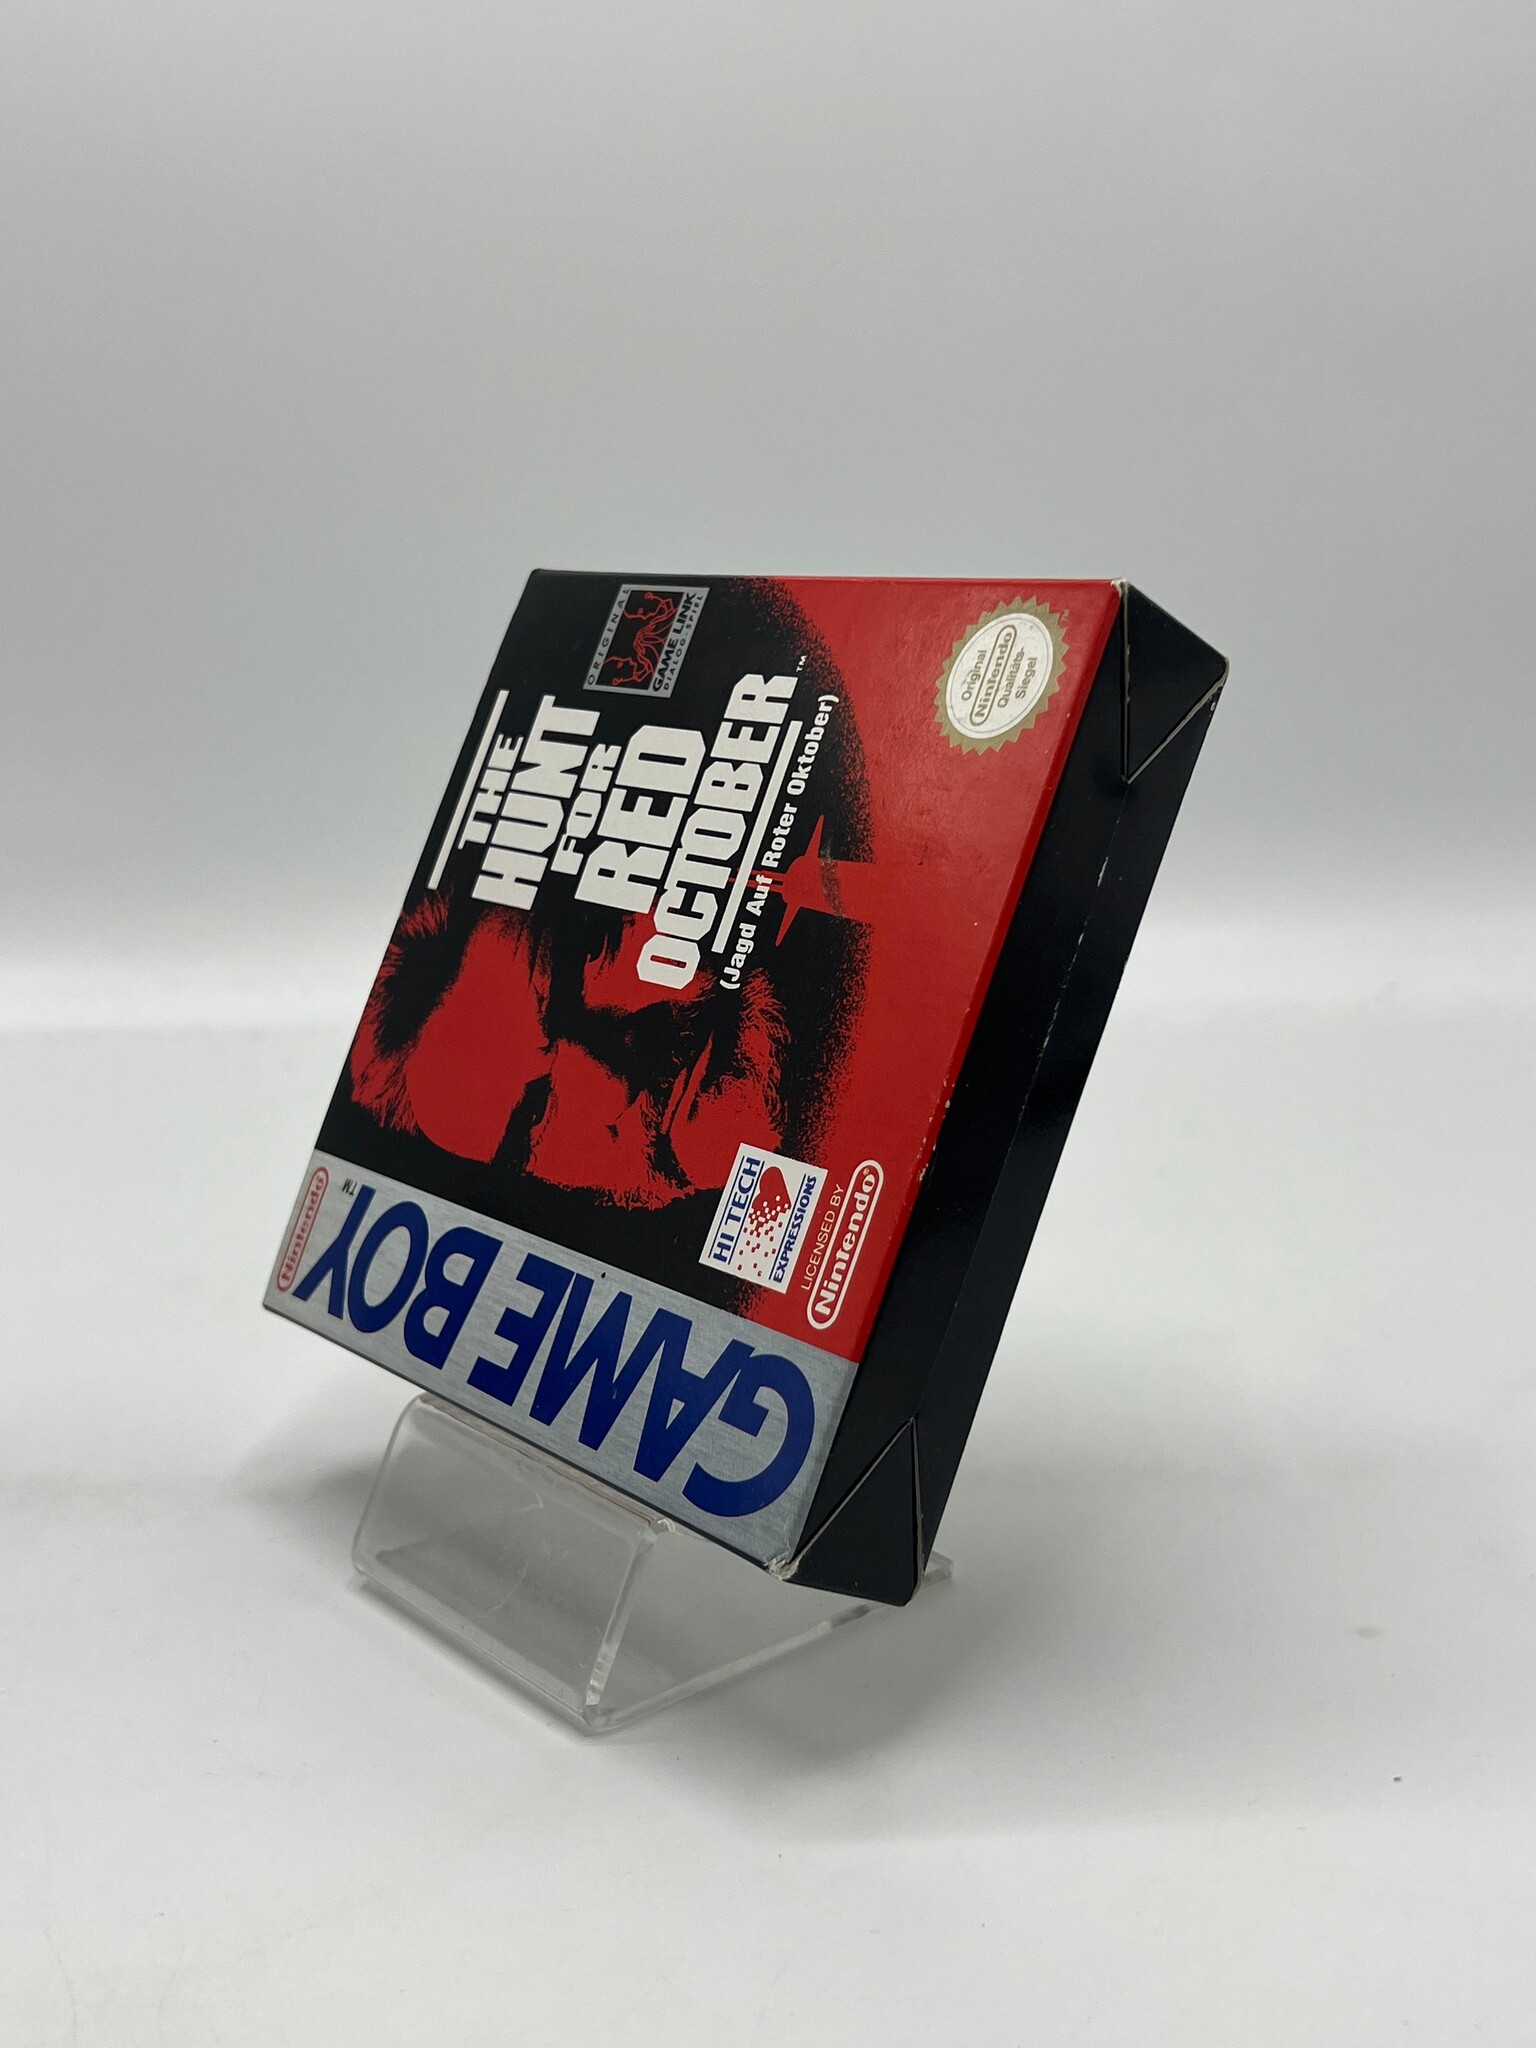 GAME BOY
TM
Nintendo
ORIGINAL
GAME LINK
DIALOG-SPIEL
THE
HUNT
FOR
RED
OCTOBER™
(Jagd Auf Roter Oktober)
Original
Nintendo
Qualitäts-
Siegel
TM
HI TECH
EXPRESSIONS
LICENSED BY
Nintendo®